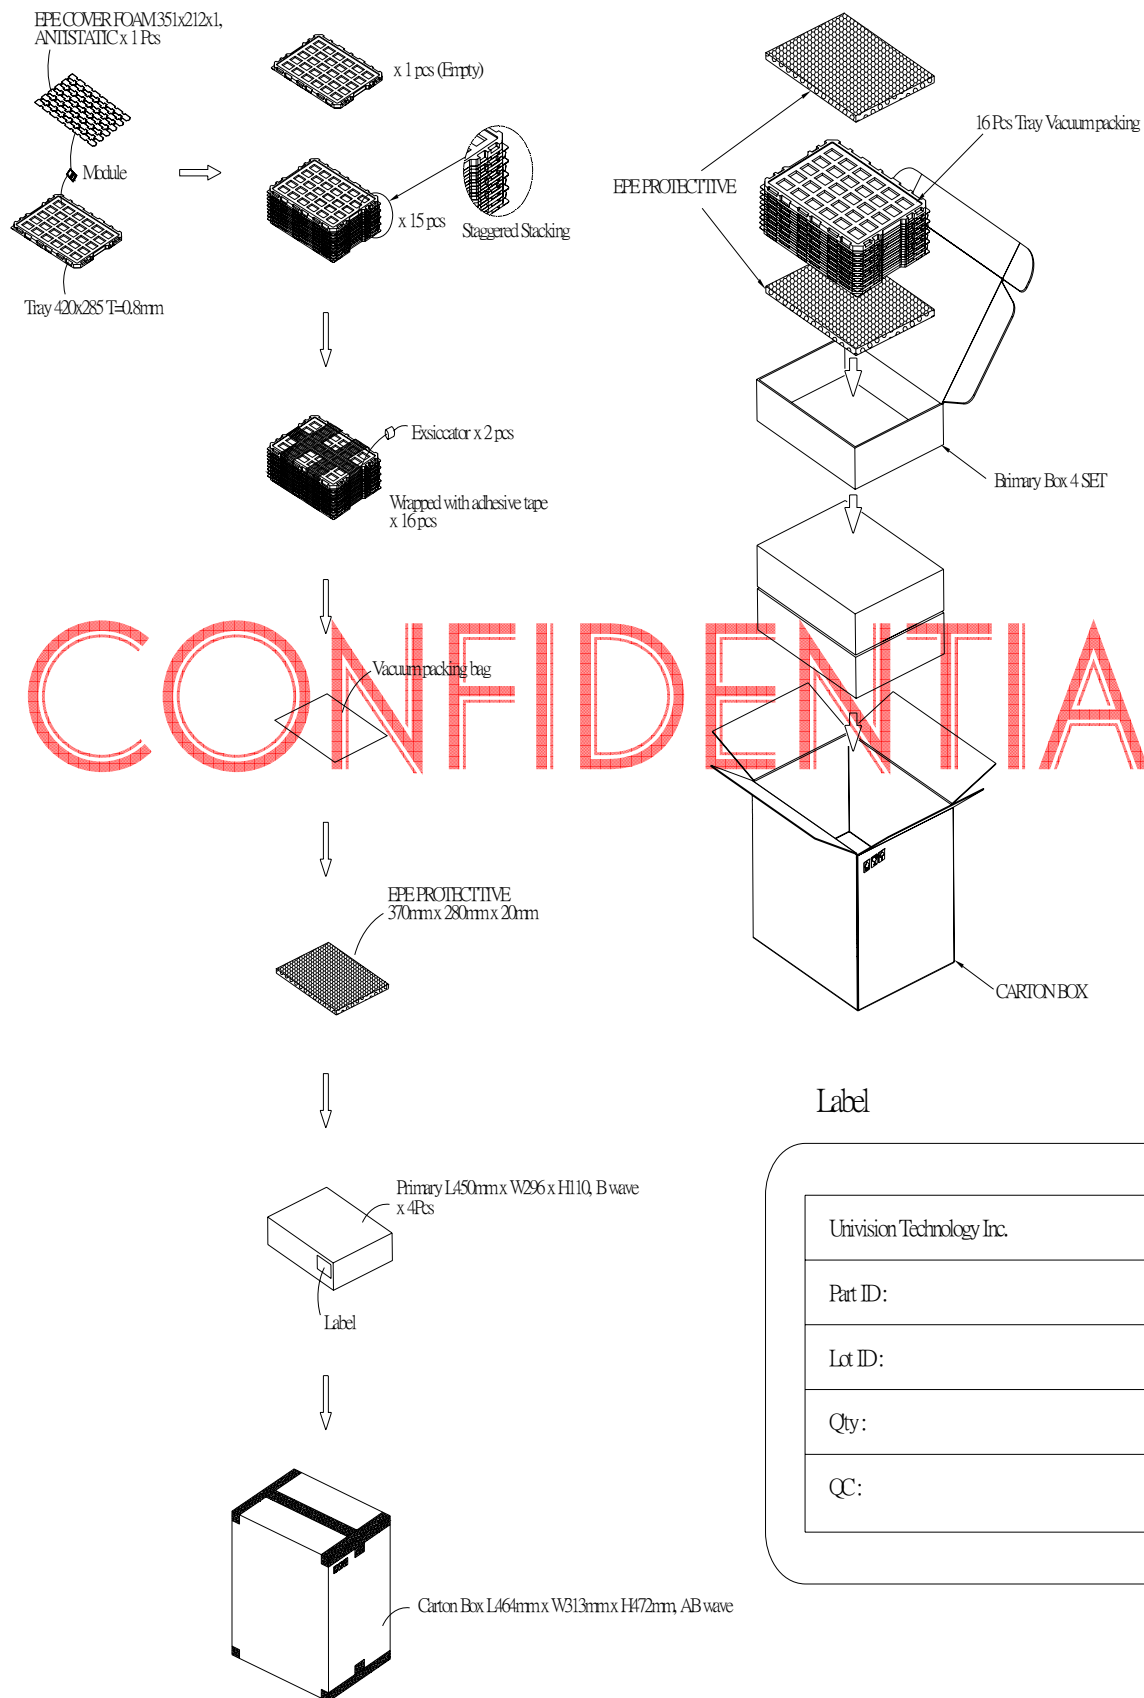 EPE COVER FOAM 351x212x1,
ANTISTATIC x 1 Pcs
x 1 pcs (Empty)
16 Pcs Tray Vacuum packing
Module
EPE PROTECTTIVE
x 15 pcs
Staggered Stacking
Tray 420x285 T=0.8mm
Exsiccator x 2 pcs
Wrapped with adhesive tape
x 16 pcs
Brimary Box 4 SET
CONFIDENTIA
Vacuum packing bag
EPE PROTECTTIVE
370mm x 280mm x 20mm
CARTON BOX
Label
Primary L450mm x W296 x H110, B wave
x 4Pcs
Label
Univision Technology Inc.
Part ID :
Lot ID :
Q'ty :
QC :
Carton Box L464mm x W313mm x H472mm, AB wave